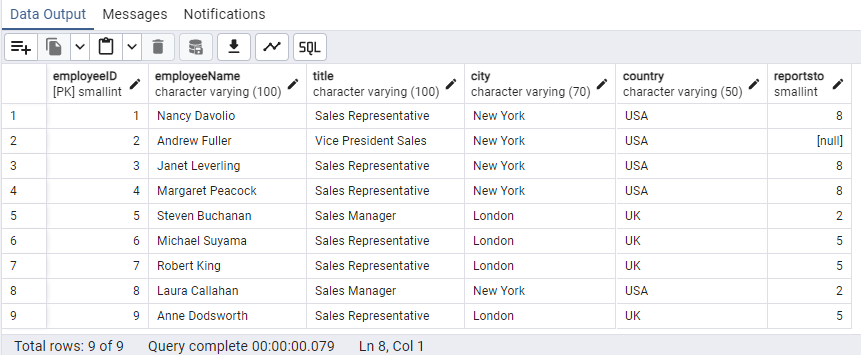 Data Output Messages Notifications
SQL
employeeID employeeName title city country reportsto
[PK] smallint character varying (100) character varying (100) character varying (70) character varying (50) smallint
1 1 Nancy Davolio Sales Representative New York USA 8
2 2 Andrew Fuller Vice President Sales New York USA [null]
3 3 Janet Leverling Sales Representative New York USA 8
4 4 Margaret Peacock Sales Representative New York USA 8
5 5 Steven Buchanan Sales Manager London UK 2
6 6 Michael Suyama Sales Representative London UK 5
7 7 Robert King Sales Representative London UK 5
8 8 Laura Callahan Sales Manager New York USA 2
9 9 Anne Dodsworth Sales Representative London UK 5
Total rows: 9 of 9 Query complete 00:00:00.079 Ln 8, Col 1